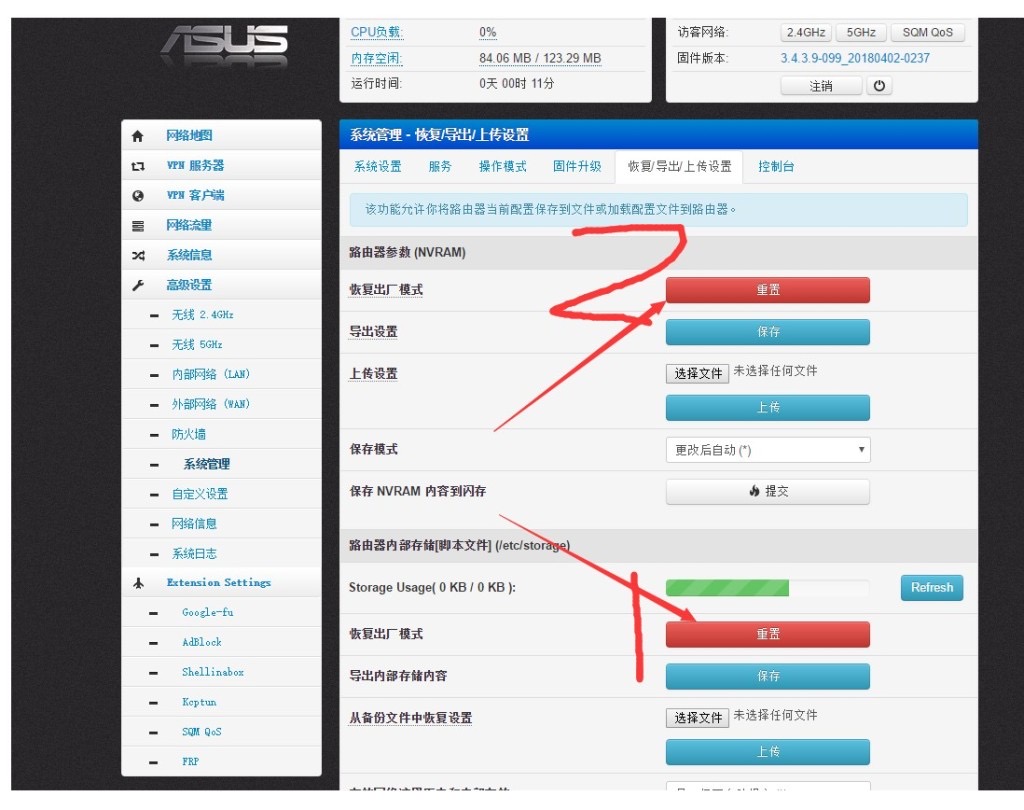 /SUS
CPU负载: 0%
内存空闲: 84.06 MB / 123.29 MB
运行时间: 0天 00时 11分
访客网络: 2.4GHz 5GHz SQM QoS
固件版本: 3.4.3.9-099_20180402-0237
注销
网络地图
VPN 服务器
VPN 客户端
网络流量
系统信息
高级设置
无线 2.4GHz
无线 5GHz
内部网络 (LAN)
外部网络 (WAN)
防火墙
系统管理
自定义设置
网络信息
系统日志
Extension Settings
Google-fu
AdBlock
Shellinabox
Kcptun
SQM QoS
FRP
系统管理 - 恢复/导出/上传设置
系统设置 服务 操作模式 固件升级 恢复/导出/上传设置 控制台
该功能允许你将路由器当前配置保存到文件或加载配置文件到路由器。
路由器参数 (NVRAM)
恢复出厂模式 重置
导出设置 保存
上传设置 选择文件 未选择任何文件
上传
保存模式 更改后自动 (*)
保存 NVRAM 内容到闪存 提交
2
路由器内部存储[脚本文件] (/etc/storage)
Storage Usage( 0 KB / 0 KB ): Refresh
恢复出厂模式 重置
1
导出内部存储内容 保存
从备份文件中恢复设置 选择文件 未选择任何文件
上传